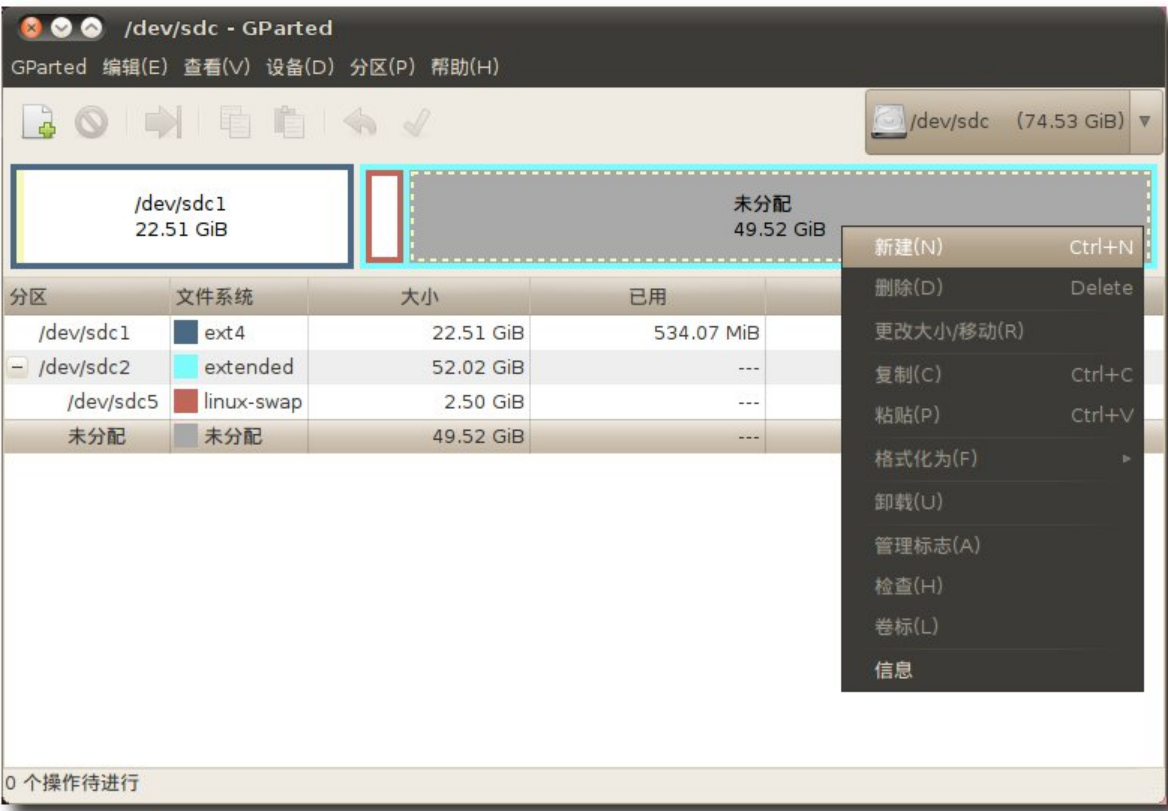 /dev/sdc - GParted
GParted 编辑(E) 查看(V) 设备(D) 分区(P) 帮助(H)
/dev/sdc (74.53 GiB)
/dev/sdc1
22.51 GiB
未分配
49.52 GiB
分区 文件系统 大小 已用
/dev/sdc1 ext4 22.51 GiB 534.07 MiB
/dev/sdc2 extended 52.02 GiB ---
/dev/sdc5 linux-swap 2.50 GiB ---
未分配 未分配 49.52 GiB ---
新建(N) Ctrl+N
删除(D) Delete
更改大小/移动(R)
复制(C) Ctrl+C
粘贴(P) Ctrl+V
格式化为(F)
卸载(U)
管理标志(A)
检查(H)
卷标(L)
信息
0 个操作待进行